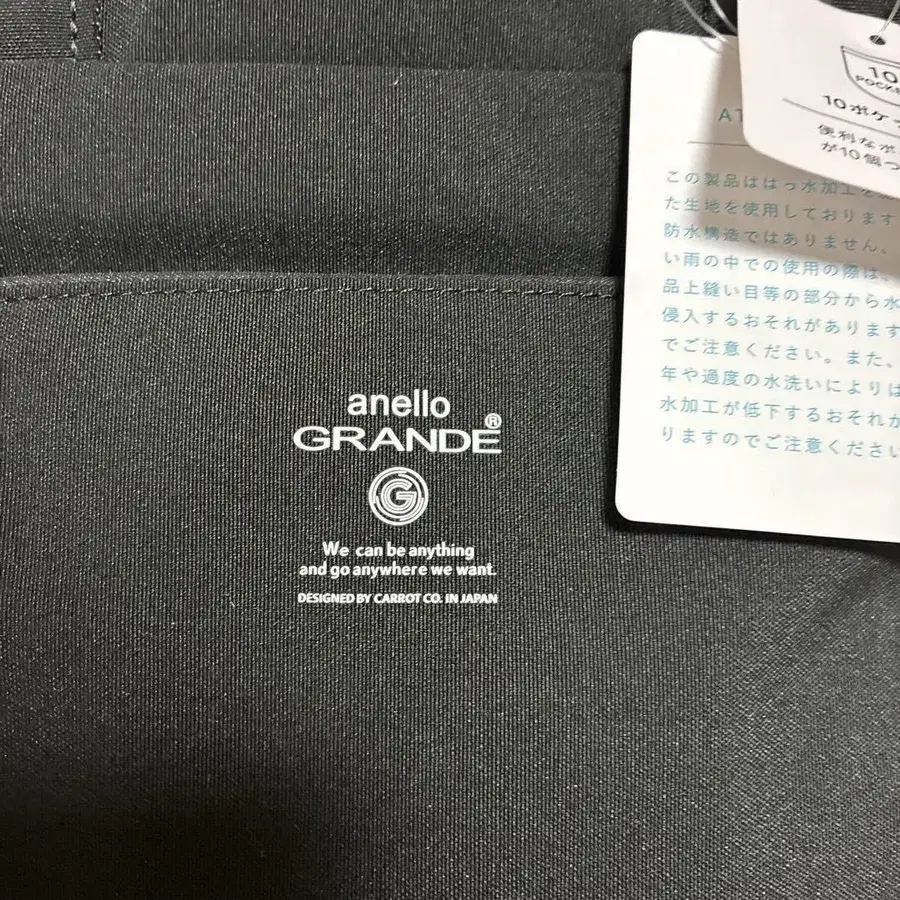 anello
GRANDE®
G
We can be anything
and go anywhere we want.
DESIGNED BY CARROT CO. IN JAPAN
10
10ポケ
便利なポ
が10個つ
AT
この製品ははっ水加工を
た生地を使用しております
防水構造ではありません。
い雨の中での使用の際は、
品上縫い目等の部分から水
侵入するおそれがあります
でご注意ください。また、
年や過度の水洗いによりは
水加工が低下するおそれが
りますのでご注意ください